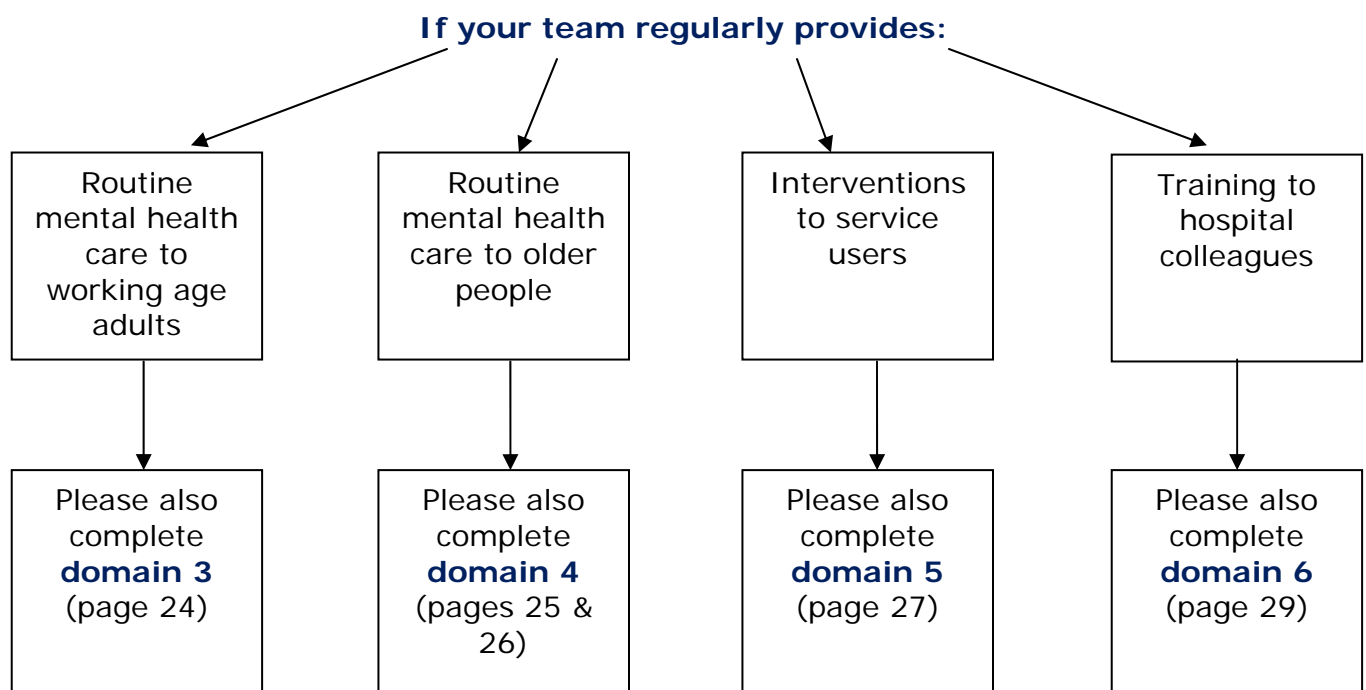 If your team regularly provides:
Routine
mental health
care to
working age
adults
Routine
mental health
care to older
people
Interventions
to service
users
Training to
hospital
colleagues
Please also
complete
domain 3
(page 24)
Please also
complete
domain 4
(pages 25 &
26)
Please also
complete
domain 5
(page 27)
Please also
complete
domain 6
(page 29)